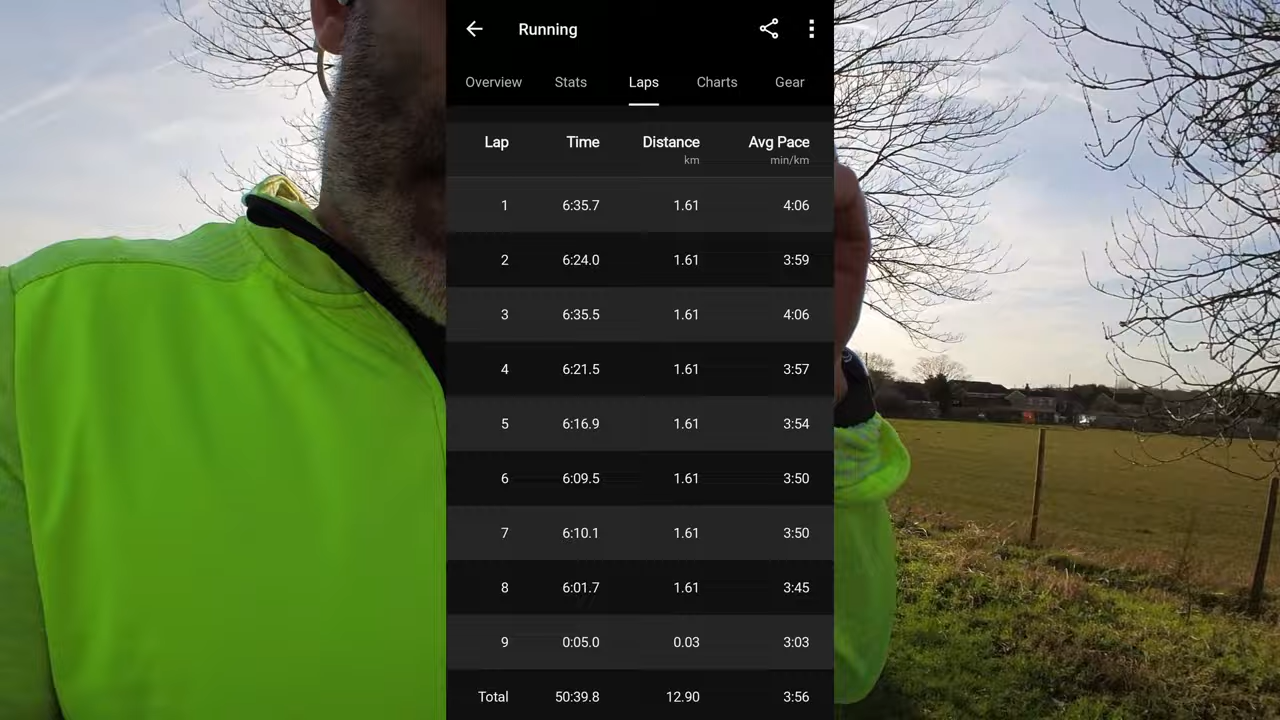 Running
Overview Stats Laps Charts Gear
Lap Time Distance Avg Pace
km min/km
1 6:35.7 1.61 4:06
2 6:24.0 1.61 3:59
3 6:35.5 1.61 4:06
4 6:21.5 1.61 3:57
5 6:16.9 1.61 3:54
6 6:09.5 1.61 3:50
7 6:10.1 1.61 3:50
8 6:01.7 1.61 3:45
9 0:05.0 0.03 3:03
Total 50:39.8 12.90 3:56